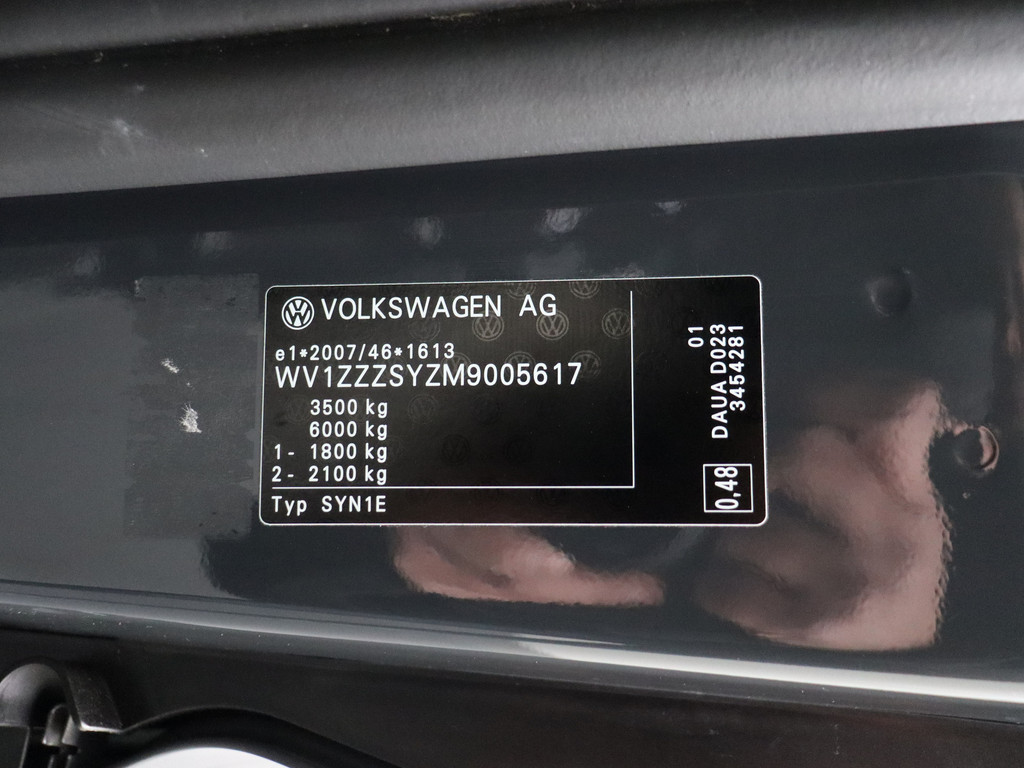 VOLKSWAGEN AG
e1*2007/46*1613
WV1ZZZSYZM9005617
3500 kg
6000 kg
1- 1800 kg
2- 2100 kg
Typ SYN1E
01
DAUA D023
3454281
0,48